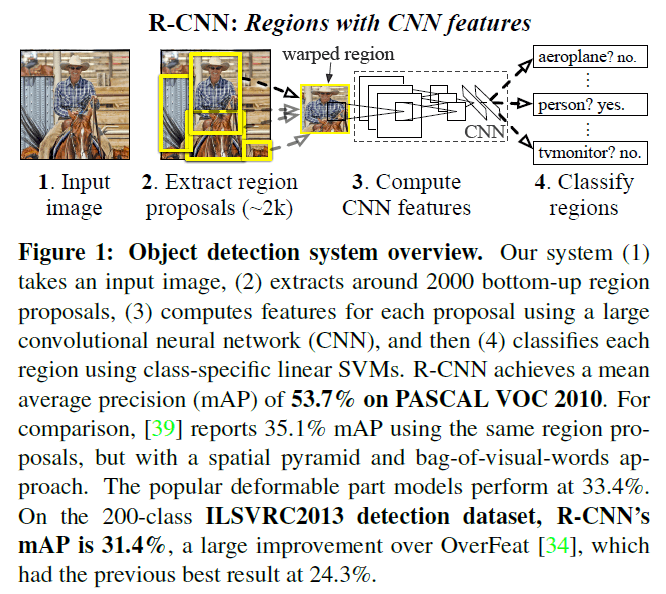 R-CNN: Regions with CNN features
warped region
aeroplane? no.
⋮
person? yes.
⋮
tvmonitor? no.
CNN
1. Input image
2. Extract region proposals (~2k)
3. Compute CNN features
4. Classify regions
Figure 1: Object detection system overview. Our system (1)
takes an input image, (2) extracts around 2000 bottom-up region
proposals, (3) computes features for each proposal using a large
convolutional neural network (CNN), and then (4) classifies each
region using class-specific linear SVMs. R-CNN achieves a mean
average precision (mAP) of 53.7% on PASCAL VOC 2010. For
comparison, [39] reports 35.1% mAP using the same region pro-
posals, but with a spatial pyramid and bag-of-visual-words ap-
proach. The popular deformable part models perform at 33.4%.
On the 200-class ILSVRC2013 detection dataset, R-CNN's
mAP is 31.4%, a large improvement over OverFeat [34], which
had the previous best result at 24.3%.